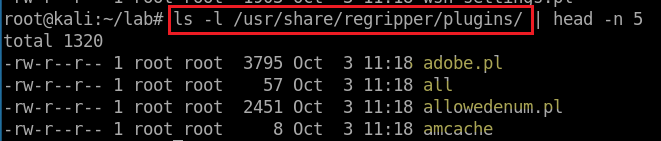 root@kali:~/lab# ls -l /usr/share/regripper/plugins/ | head -n 5
total 1320
-rw-r--r-- 1 root root  3795 Oct  3 11:18 adobe.pl
-rw-r--r-- 1 root root    57 Oct  3 11:18 all
-rw-r--r-- 1 root root  2451 Oct  3 11:18 allowedenum.pl
-rw-r--r-- 1 root root     8 Oct  3 11:18 amcache